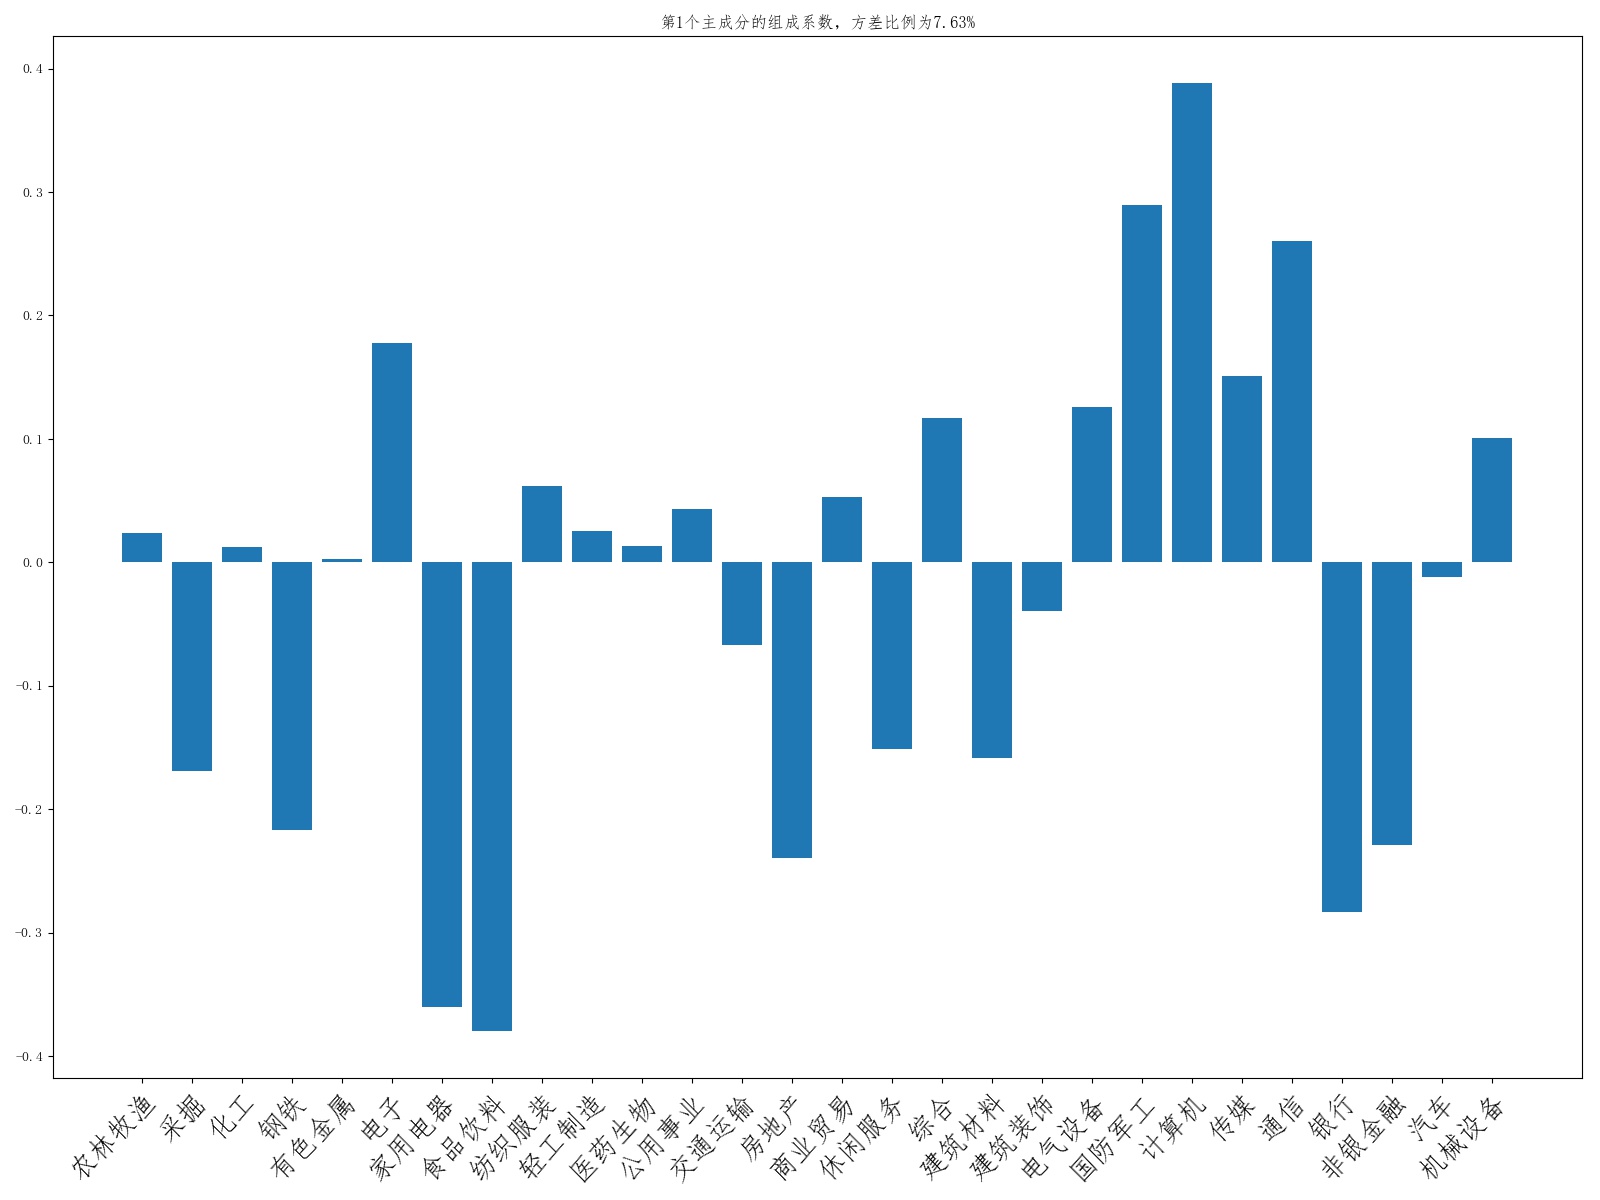 第1个主成分的组成系数，方差比例为7.63%
0.4
0.3
0.2
0.1
0.0
-0.1
-0.2
-0.3
-0.4
农林牧渔
采掘
化工
钢铁
有色金属
电子
家用电器
食品饮料
纺织服装
轻工制造
医药生物
公用事业
交通运输
房地产
商业贸易
休闲服务
综合
建筑材料
建筑装饰
电气设备
国防军工
计算机
传媒
通信
银行
非银金融
汽车
机械设备